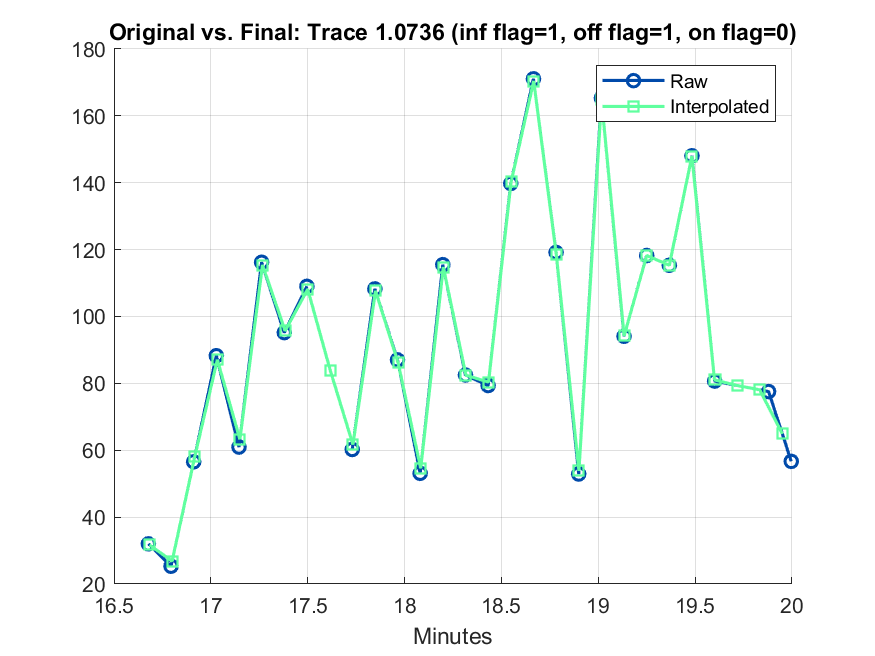 Original vs. Final: Trace 1.0736 (inf flag=1, off flag=1, on flag=0)
180
160
140
120
100
80
60
40
20
Raw
Interpolated
16.5 17 17.5 18 18.5 19 19.5 20
Minutes